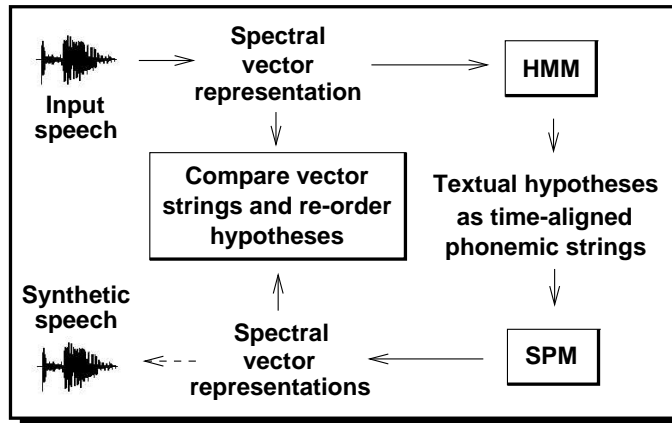 Input
speech
Spectral
vector
representation
HMM
Compare vector
strings and re-order
hypotheses
Textual hypotheses
as time-aligned
phonemic strings
Synthetic
speech
Spectral
vector
representations
SPM